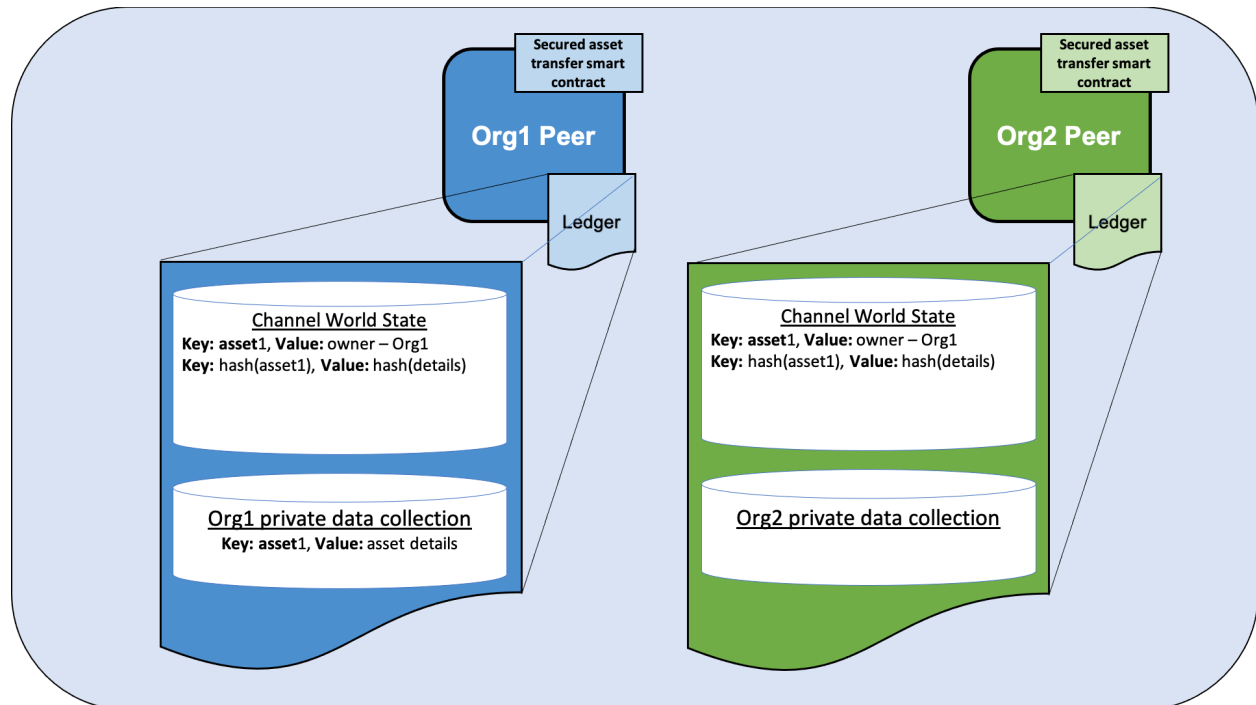 Secured asset
transfer smart
contract
Org1 Peer
Ledger
Channel World State
Key: asset1, Value: owner – Org1
Key: hash(asset1), Value: hash(details)
Org1 private data collection
Key: asset1, Value: asset details
Secured asset
transfer smart
contract
Org2 Peer
Ledger
Channel World State
Key: asset1, Value: owner – Org1
Key: hash(asset1), Value: hash(details)
Org2 private data collection